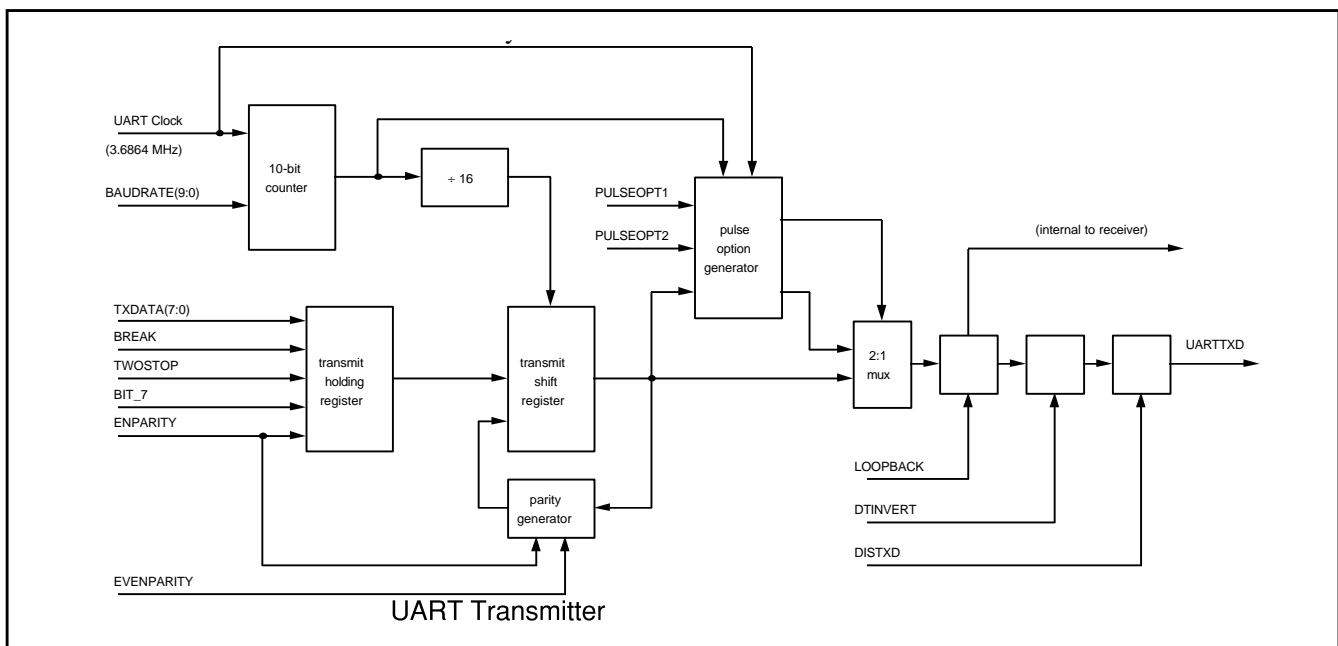 UART Clock
(3.6864 MHz)
BAUDRATE(9:0)
10-bit
counter
÷ 16
PULSEOPT1
PULSEOPT2
pulse
option
generator
(internal to receiver)
TXDATA(7:0)
BREAK
TWOSTOP
BIT_7
ENPARITY
transmit
holding
register
transmit
shift
register
2:1
mux
UARTTXD
parity
generator
LOOPBACK
DTINVERT
DISTXD
EVENPARITY
UART Transmitter